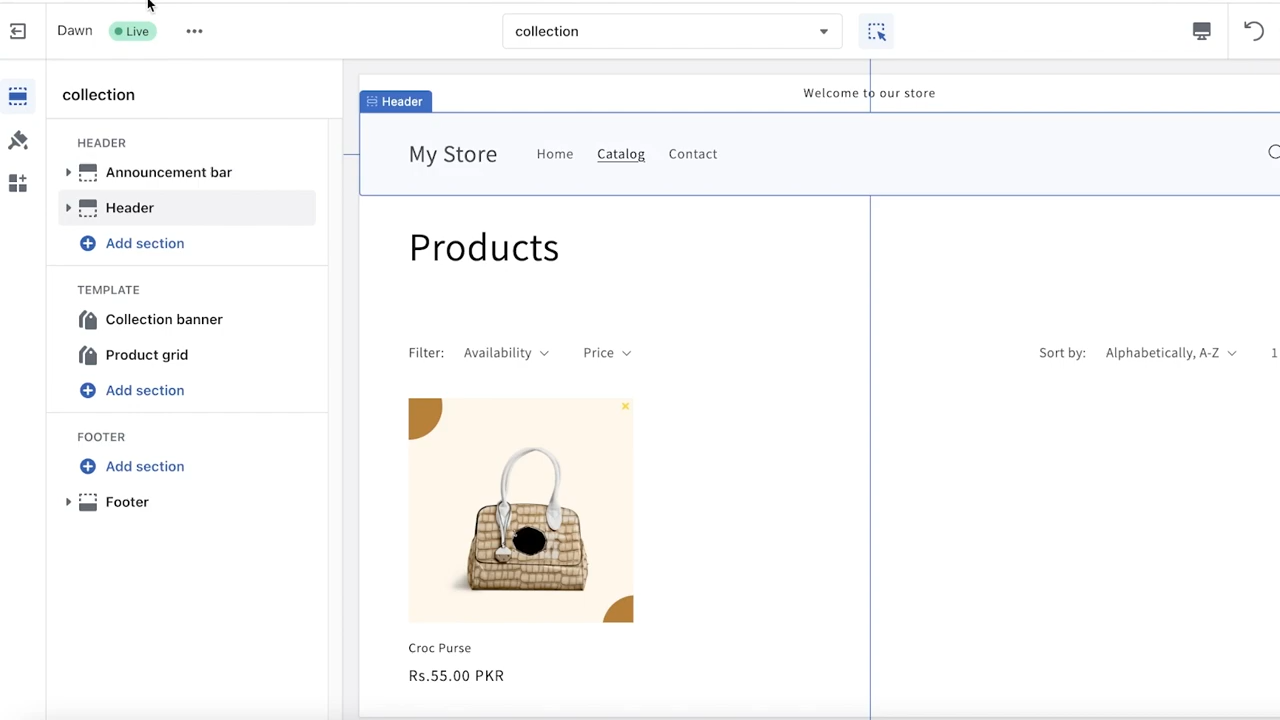 Dawn
Live
collection
collection
HEADER
Announcement bar
Header
Add section
TEMPLATE
Collection banner
Product grid
Add section
FOOTER
Add section
Footer
Welcome to our store
Header
My Store
Home Catalog Contact
Products
Filter: Availability Price
Sort by: Alphabetically, A-Z 1
Croc Purse
Rs.55.00 PKR